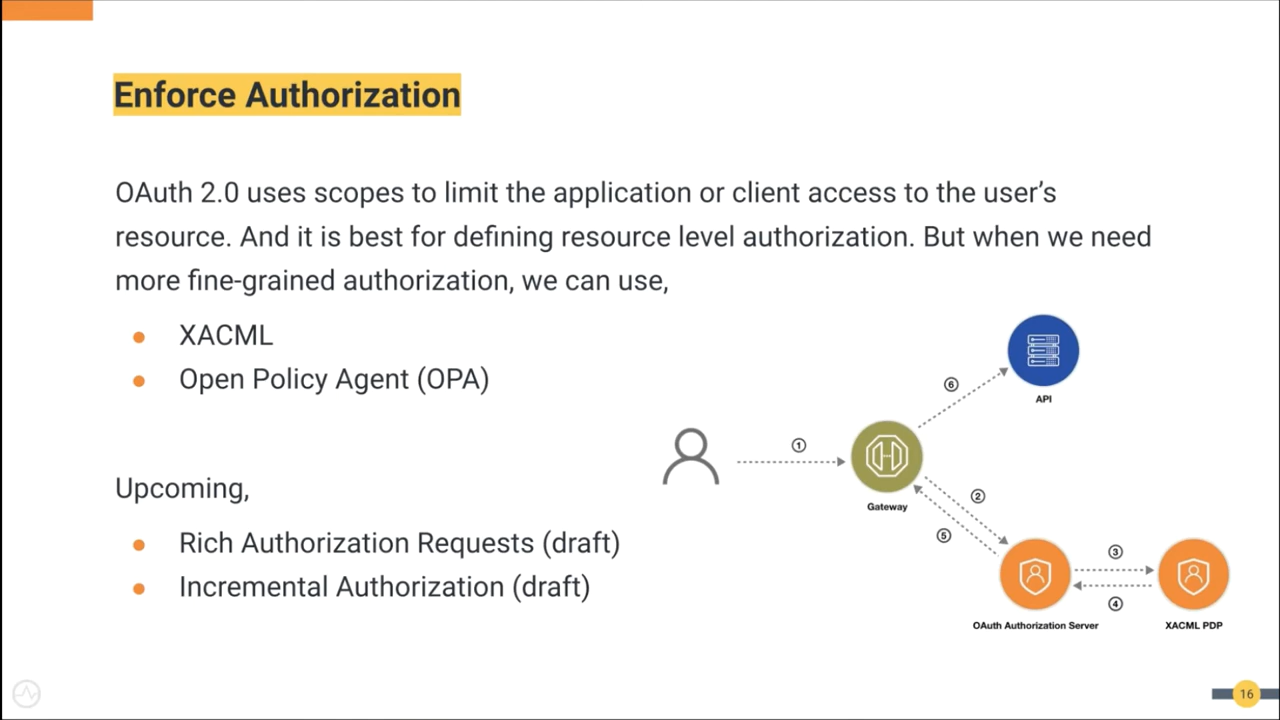 Enforce Authorization
OAuth 2.0 uses scopes to limit the application or client access to the user’s
resource. And it is best for defining resource level authorization. But when we need
more fine-grained authorization, we can use,
● XACML
● Open Policy Agent (OPA)
Upcoming,
● Rich Authorization Requests (draft)
● Incremental Authorization (draft)
①
Gateway
⑥
API
②
⑤
OAuth Authorization Server
③
④
XACML PDP
16